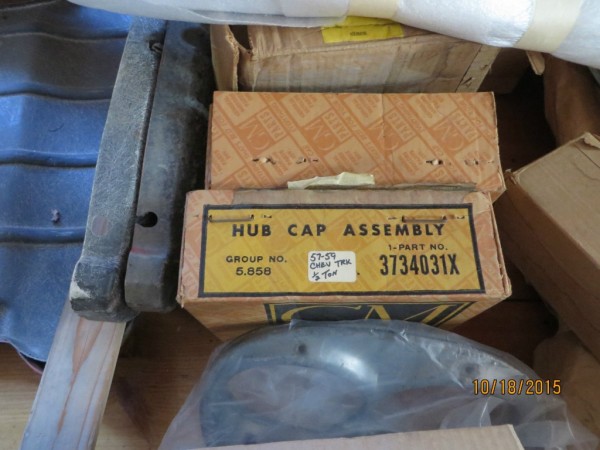 HUB CAP ASSEMBLY
GROUP NO.
5.858
57-59
CHEV TRK
1/2 TON
1-PART NO.
3734031X
GM
10/18/2015